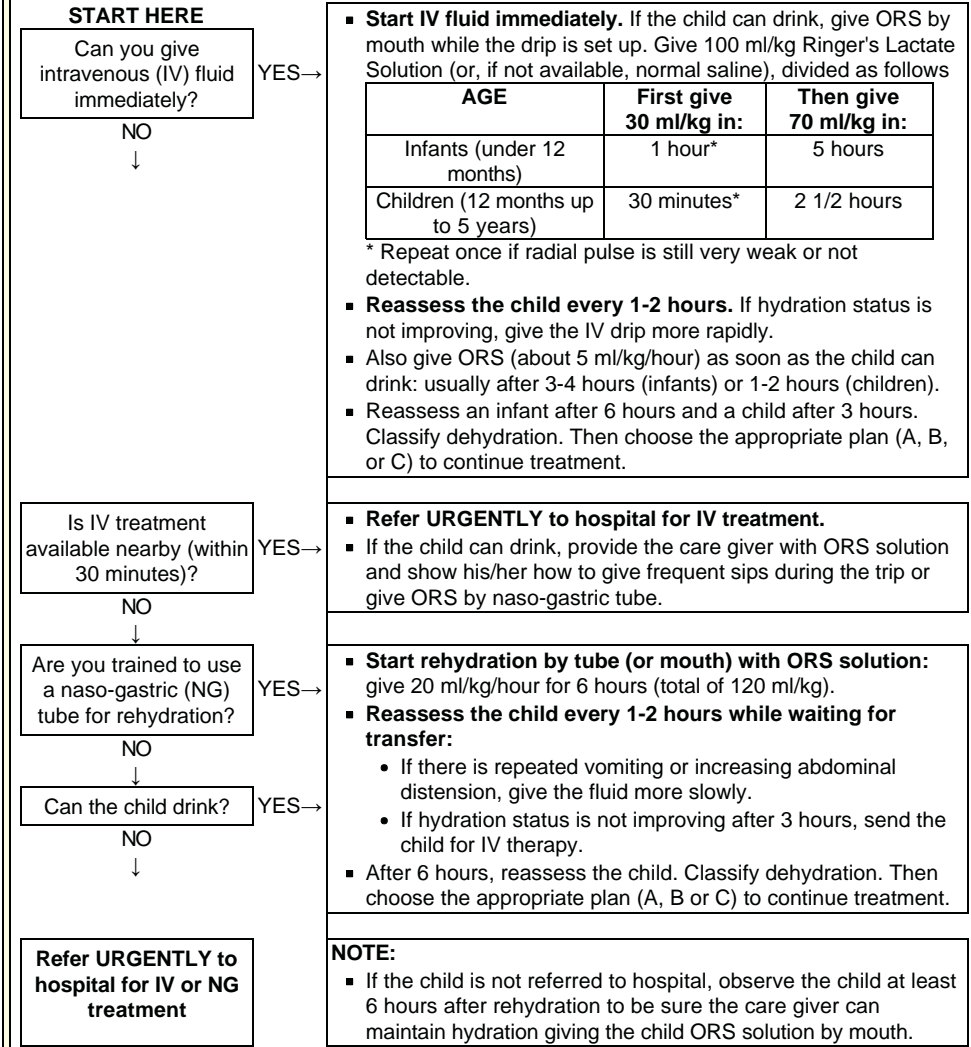 START HERE
Can you give
intravenous (IV) fluid
immediately?
YES→
NO
↓
▪ Start IV fluid immediately. If the child can drink, give ORS by
mouth while the drip is set up. Give 100 ml/kg Ringer's Lactate
Solution (or, if not available, normal saline), divided as follows
AGE First give Then give
30 ml/kg in: 70 ml/kg in:
Infants (under 12 1 hour* 5 hours
months)
Children (12 months up 30 minutes* 2 1/2 hours
to 5 years)
* Repeat once if radial pulse is still very weak or not
detectable.
▪ Reassess the child every 1-2 hours. If hydration status is
not improving, give the IV drip more rapidly.
▪ Also give ORS (about 5 ml/kg/hour) as soon as the child can
drink: usually after 3-4 hours (infants) or 1-2 hours (children).
▪ Reassess an infant after 6 hours and a child after 3 hours.
Classify dehydration. Then choose the appropriate plan (A, B,
or C) to continue treatment.
Is IV treatment
available nearby (within
30 minutes)?
YES→
NO
↓
▪ Refer URGENTLY to hospital for IV treatment.
▪ If the child can drink, provide the care giver with ORS solution
and show his/her how to give frequent sips during the trip or
give ORS by naso-gastric tube.
Are you trained to use
a naso-gastric (NG)
tube for rehydration?
YES→
NO
↓
Can the child drink?
YES→
NO
↓
▪ Start rehydration by tube (or mouth) with ORS solution:
give 20 ml/kg/hour for 6 hours (total of 120 ml/kg).
▪ Reassess the child every 1-2 hours while waiting for
transfer:
• If there is repeated vomiting or increasing abdominal
distension, give the fluid more slowly.
• If hydration status is not improving after 3 hours, send the
child for IV therapy.
▪ After 6 hours, reassess the child. Classify dehydration. Then
choose the appropriate plan (A, B or C) to continue treatment.
Refer URGENTLY to
hospital for IV or NG
treatment
NOTE:
▪ If the child is not referred to hospital, observe the child at least
6 hours after rehydration to be sure the care giver can
maintain hydration giving the child ORS solution by mouth.